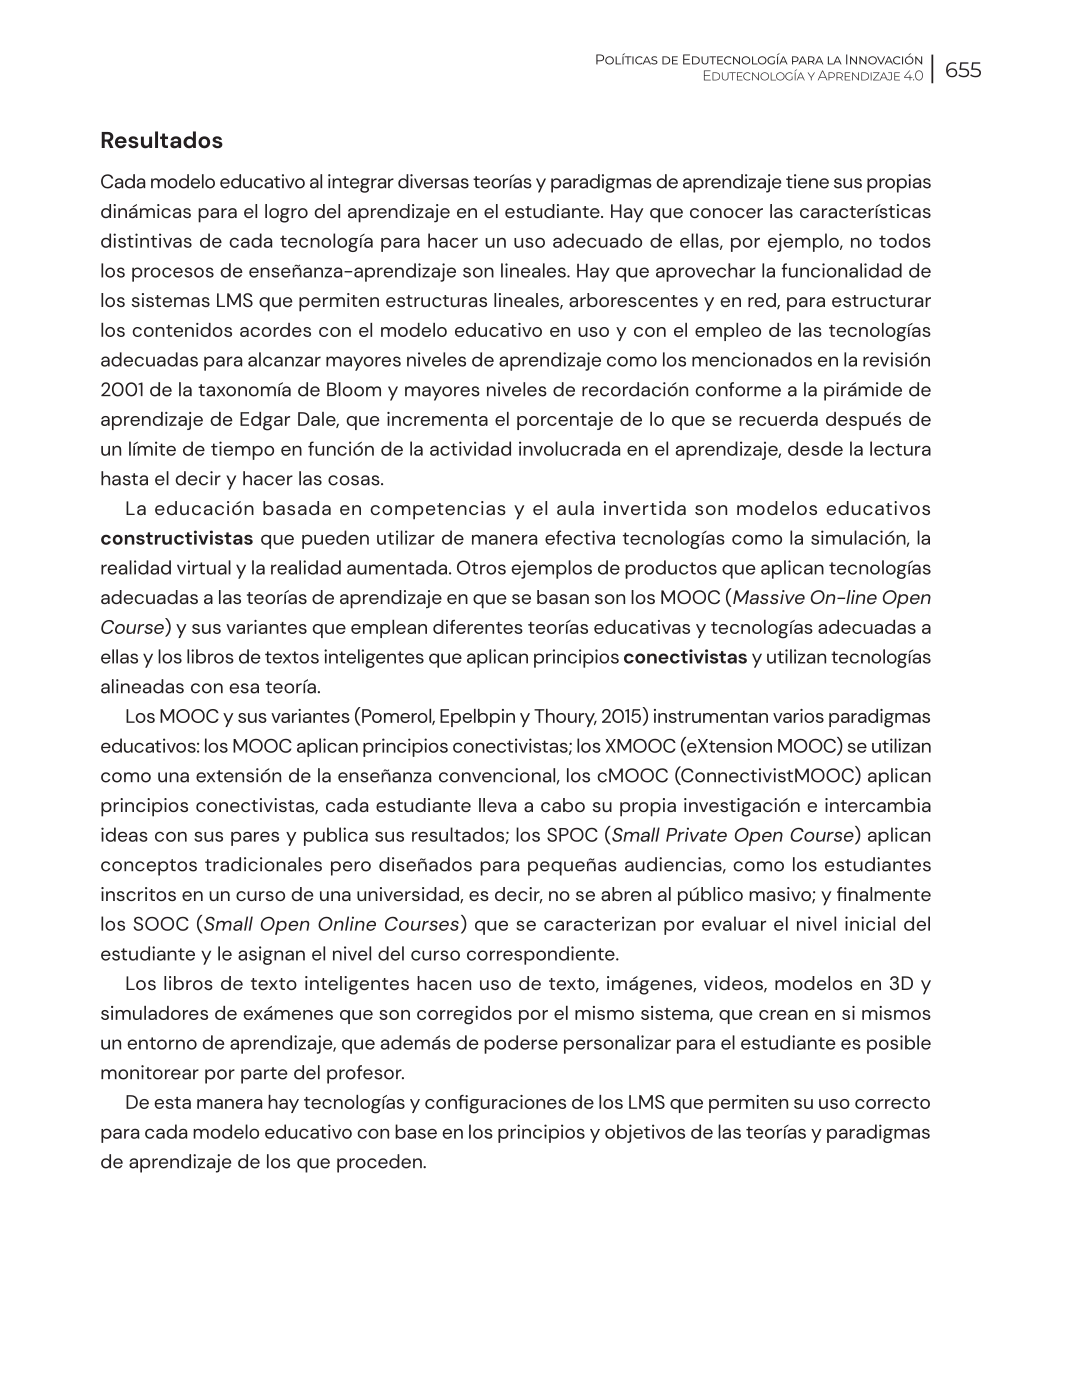 Políticas de Edutecnología para la Innovación
Edutecnología y Aprendizaje 4.0
655
Resultados
Cada modelo educativo al integrar diversas teorías y paradigmas de aprendizaje tiene sus propias
dinámicas para el logro del aprendizaje en el estudiante. Hay que conocer las características
distintivas de cada tecnología para hacer un uso adecuado de ellas, por ejemplo, no todos
los procesos de enseñanza-aprendizaje son lineales. Hay que aprovechar la funcionalidad de
los sistemas LMS que permiten estructuras lineales, arborescentes y en red, para estructurar
los contenidos acordes con el modelo educativo en uso y con el empleo de las tecnologías
adecuadas para alcanzar mayores niveles de aprendizaje como los mencionados en la revisión
2001 de la taxonomía de Bloom y mayores niveles de recordación conforme a la pirámide de
aprendizaje de Edgar Dale, que incrementa el porcentaje de lo que se recuerda después de
un límite de tiempo en función de la actividad involucrada en el aprendizaje, desde la lectura
hasta el decir y hacer las cosas.
La educación basada en competencias y el aula invertida son modelos educativos
constructivistas que pueden utilizar de manera efectiva tecnologías como la simulación, la
realidad virtual y la realidad aumentada. Otros ejemplos de productos que aplican tecnologías
adecuadas a las teorías de aprendizaje en que se basan son los MOOC (Massive On-line Open
Course) y sus variantes que emplean diferentes teorías educativas y tecnologías adecuadas a
ellas y los libros de textos inteligentes que aplican principios conectivistas y utilizan tecnologías
alineadas con esa teoría.
Los MOOC y sus variantes (Pomerol, Epelbpin y Thoury, 2015) instrumentan varios paradigmas
educativos: los MOOC aplican principios conectivistas; los XMOOC (eXtension MOOC) se utilizan
como una extensión de la enseñanza convencional, los cMOOC (ConnectivistMOOC) aplican
principios conectivistas, cada estudiante lleva a cabo su propia investigación e intercambia
ideas con sus pares y publica sus resultados; los SPOC (Small Private Open Course) aplican
conceptos tradicionales pero diseñados para pequeñas audiencias, como los estudiantes
inscritos en un curso de una universidad, es decir, no se abren al público masivo; y finalmente
los SOOC (Small Open Online Courses) que se caracterizan por evaluar el nivel inicial del
estudiante y le asignan el nivel del curso correspondiente.
Los libros de texto inteligentes hacen uso de texto, imágenes, videos, modelos en 3D y
simuladores de exámenes que son corregidos por el mismo sistema, que crean en si mismos
un entorno de aprendizaje, que además de poderse personalizar para el estudiante es posible
monitorear por parte del profesor.
De esta manera hay tecnologías y configuraciones de los LMS que permiten su uso correcto
para cada modelo educativo con base en los principios y objetivos de las teorías y paradigmas
de aprendizaje de los que proceden.